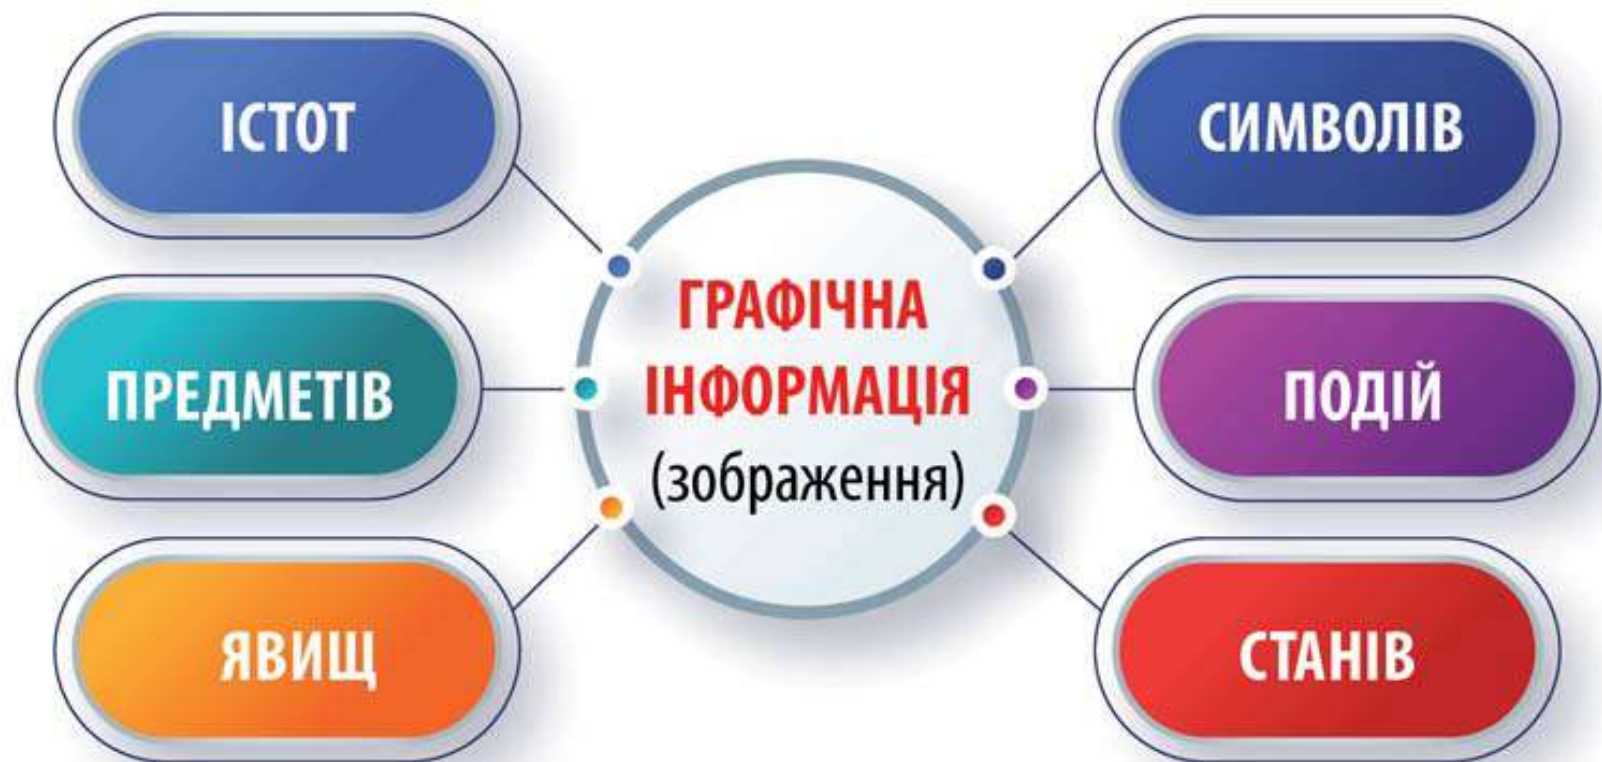 ІСТОТ
ПРЕДМЕТІВ
ЯВИЩ
ГРАФІЧНА
ІНФОРМАЦІЯ
(зображення)
СИМВОЛІВ
ПОДІЙ
СТАНІВ